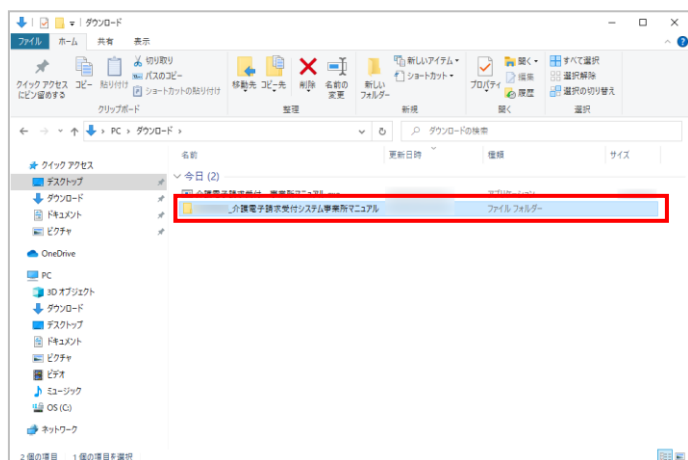 ダウンロード
ファイル ホーム 共有 表示
クイック アクセスにピン留めする
コピー
貼り付け
切り取り
パスのコピー
ショートカットの貼り付け
移動先 コピー先 削除 名前の変更
新しいフォルダー
新しいアイテム
ショートカット
プロパティ
開く
編集
履歴
すべて選択
選択解除
選択の切り替え
クリップボード 整理 新規 開く 選択
PC › ダウンロード ›
ダウンロードの検索
名前 更新日時 種類 サイズ
今日 (2)
_介護電子請求受付システム事業所マニュアル ファイル フォルダー
クイック アクセス
デスクトップ
ダウンロード
ドキュメント
ピクチャ
OneDrive
PC
3D オブジェクト
ダウンロード
デスクトップ
ドキュメント
ピクチャ
ビデオ
ミュージック
OS (C:)
ネットワーク
2 個の項目 1 個の項目を選択